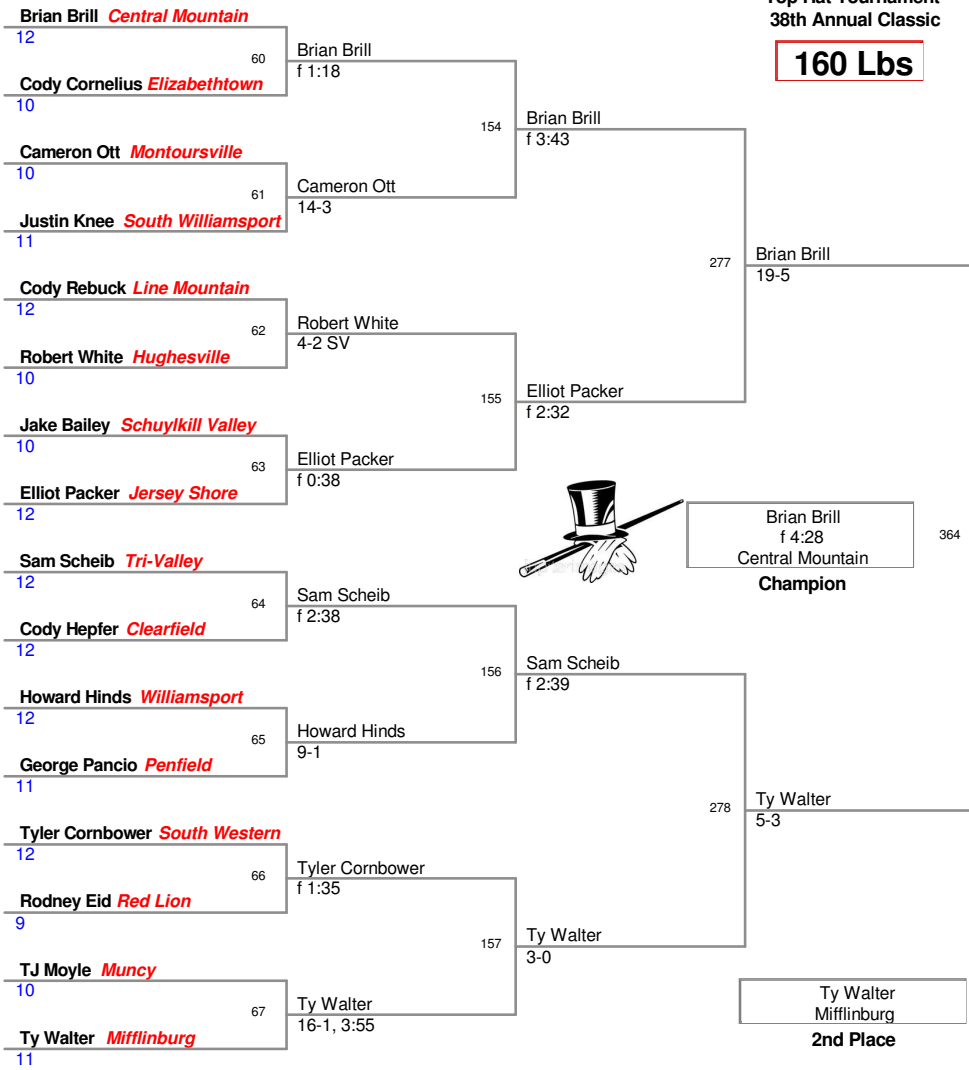 Top Hat Tournament
38th Annual Classic
160 Lbs
Brian Brill Central Mountain
12
60
Brian Brill
f 1:18
Cody Cornelius Elizabethtown
10
154
Brian Brill
f 3:43
Cameron Ott Montoursville
10
61
Cameron Ott
14-3
Justin Knee South Williamsport
11
277
Brian Brill
19-5
Cody Rebuck Line Mountain
12
62
Robert White
4-2 SV
Robert White Hughesville
10
155
Elliot Packer
f 2:32
Jake Bailey Schuylkill Valley
10
63
Elliot Packer
f 0:38
Elliot Packer Jersey Shore
12
Brian Brill
f 4:28
Central Mountain
364
Champion
Sam Scheib Tri-Valley
12
64
Sam Scheib
f 2:38
Cody Hepfer Clearfield
12
156
Sam Scheib
f 2:39
Howard Hinds Williamsport
12
65
Howard Hinds
9-1
George Pancio Penfield
11
278
Ty Walter
5-3
Tyler Cornbower South Western
12
66
Tyler Cornbower
f 1:35
Rodney Eid Red Lion
9
157
Ty Walter
3-0
TJ Moyle Muncy
10
67
Ty Walter
16-1, 3:55
Ty Walter Mifflinburg
11
Ty Walter
Mifflinburg
2nd Place